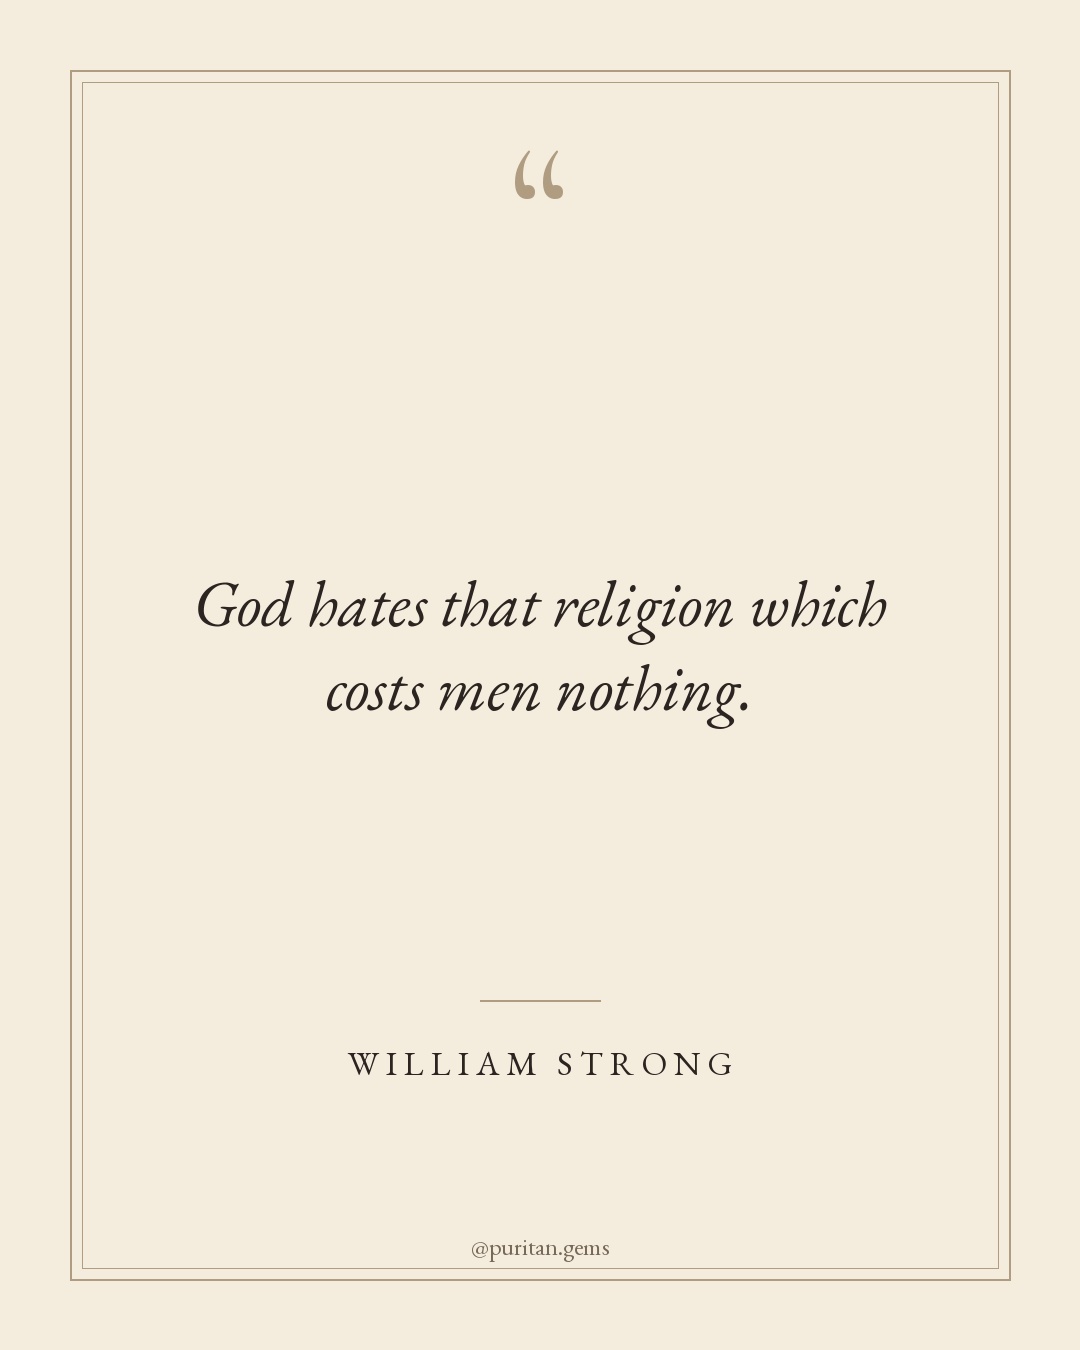 “
God hates that religion which
costs men nothing.
WILLIAM STRONG
@puritan.gems